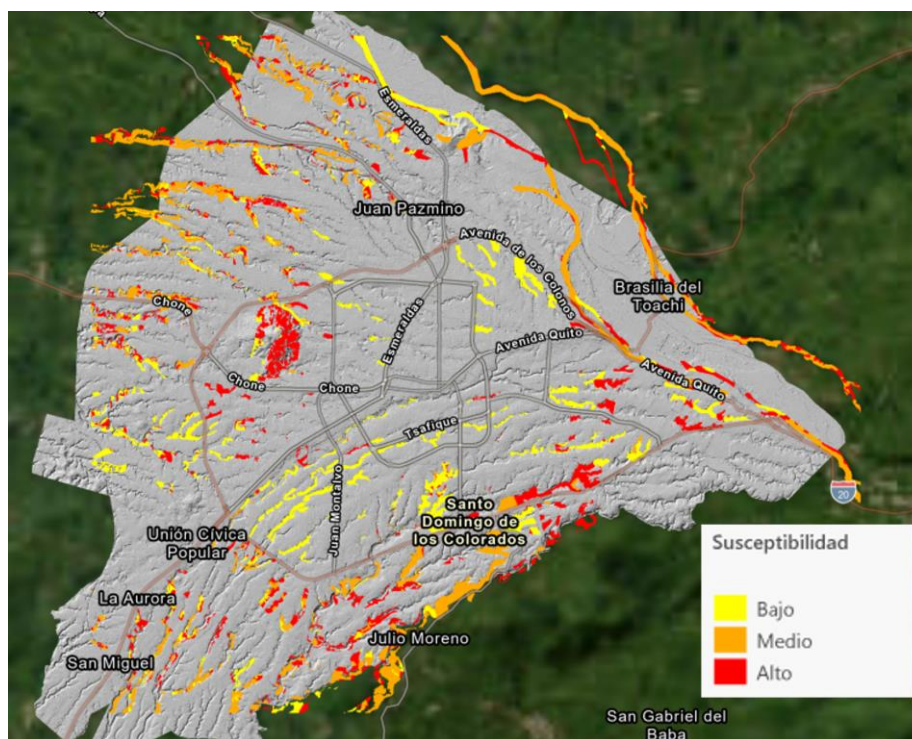 Esmeraldas
Juan Pazmino
Avenida de los Colonos
Brasilia del
Toachi
Chone
Esmeraldas
Avenida Quito
Chone
Chone
Avenida Quito
Tsafique
Juan Montalvo
20
Santo
Domingo de
los Colorados
Unión Cívica
Popular
La Aurora
Julio Moreno
San Miguel
San Gabriel del
Baba
Susceptibilidad
Bajo
Medio
Alto